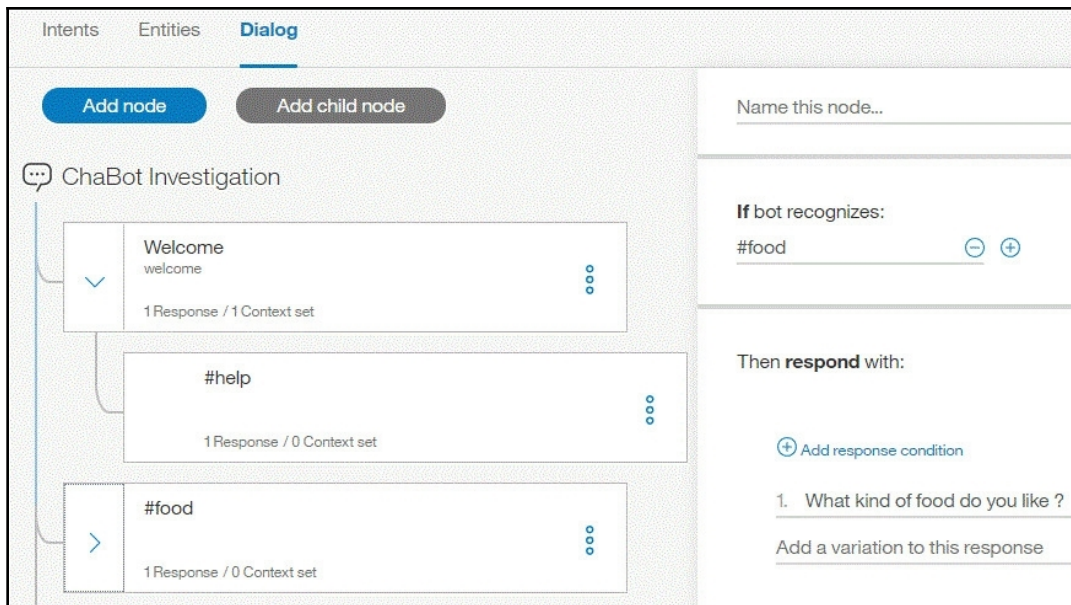 Intents Entities Dialog
Add node Add child node
ChaBot Investigation
Welcome
welcome
1 Response / 1 Context set
#help
1 Response / 0 Context set
#food
1 Response / 0 Context set
Name this node...
If bot recognizes:
#food
Then respond with:
Add response condition
1. What kind of food do you like ?
Add a variation to this response